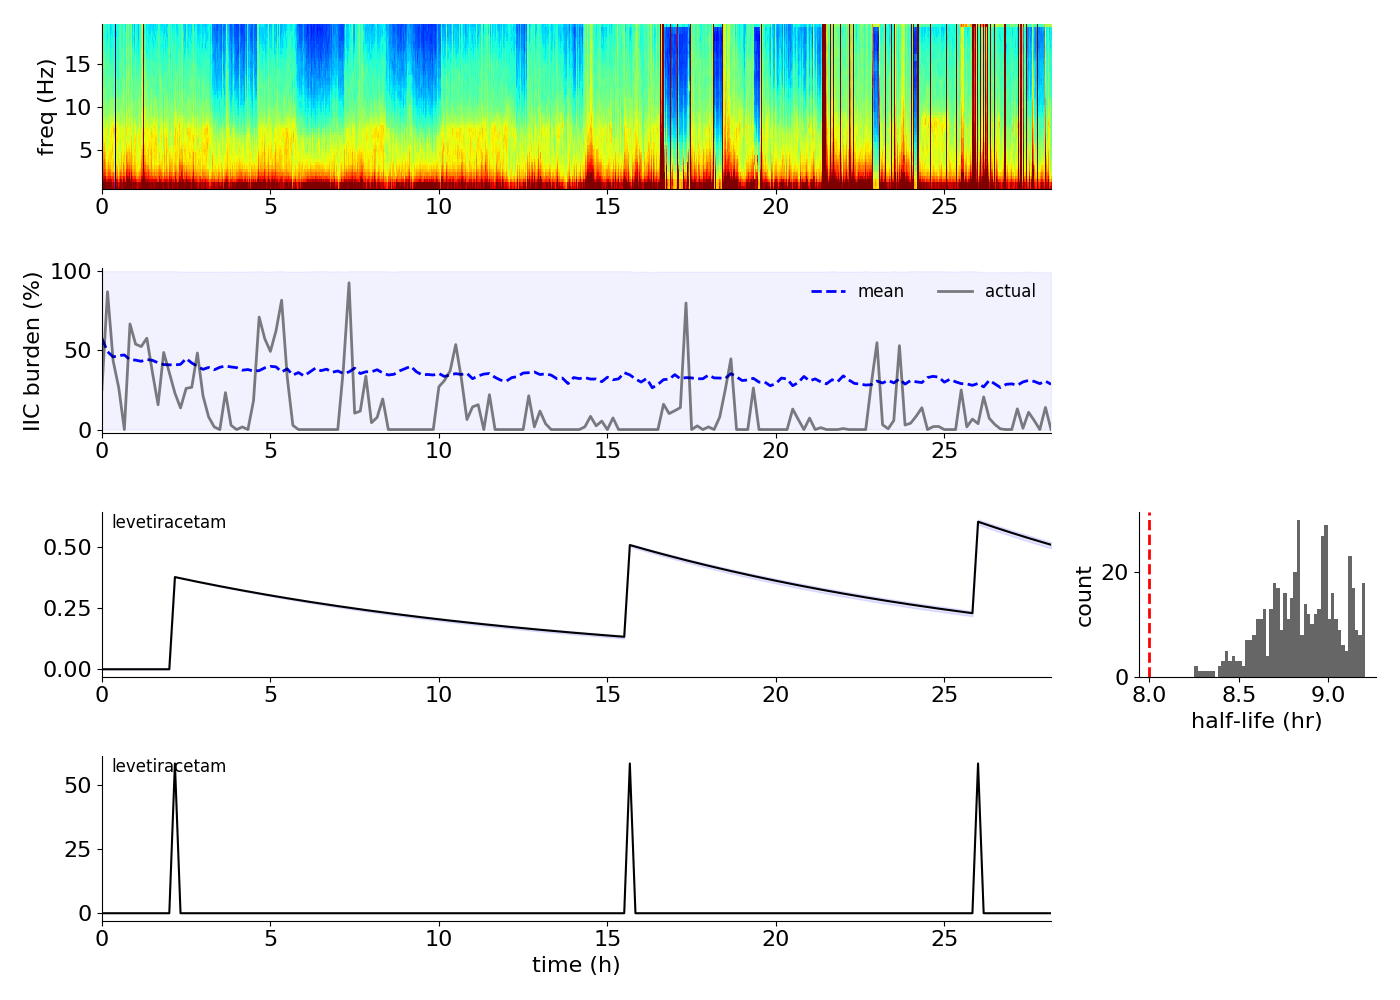 freq (Hz)
15
10
5
0 5 10 15 20 25
IIC burden (%)
100
50
0
mean actual
0 5 10 15 20 25
levetiracetam
0.50
0.25
0.00
0 5 10 15 20 25
count
20
0
8.0 8.5 9.0
half-life (hr)
levetiracetam
50
25
0
0 5 10 15 20 25
time (h)